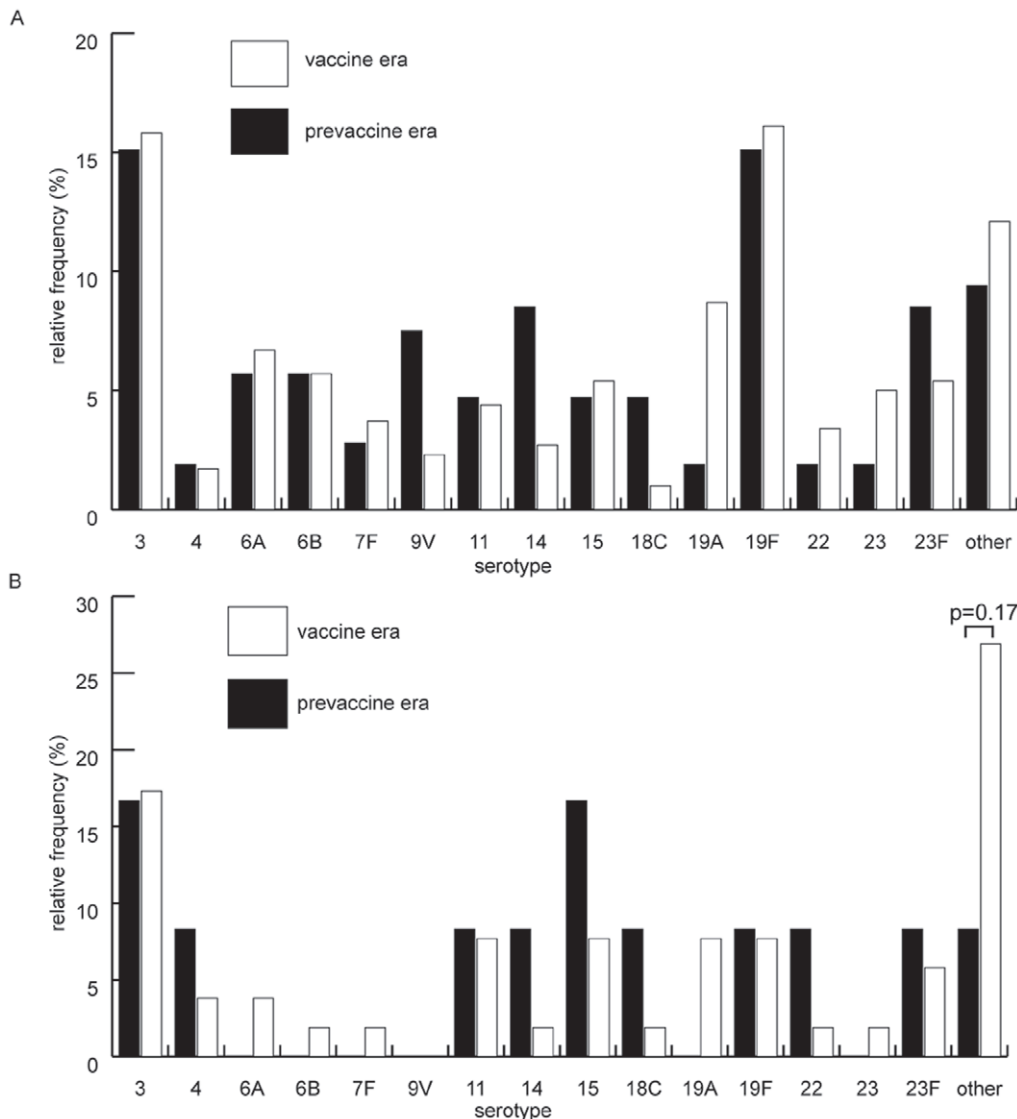 A
20
15
10
5
0
relative frequency (%)
vaccine era
prevaccine era
3 4 6A 6B 7F 9V 11 14 15 18C 19A 19F 22 23 23F other
serotype
B
30
25
20
15
10
5
0
relative frequency (%)
vaccine era
prevaccine era
p=0.17
3 4 6A 6B 7F 9V 11 14 15 18C 19A 19F 22 23 23F other
serotype